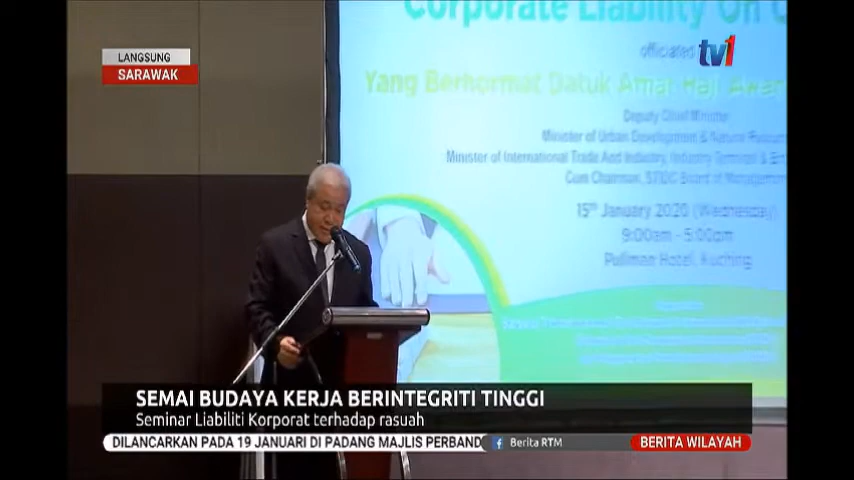 Corporate Liability On
officiated
tv1
LANGSUNG
SARAWAK
Yang Berhormat Datuk Amar Haji Awang
Deputy Chief Minister
Minister of Urban Development & Natural Resources
Minister of International Trade And Industry, Industry Terminal &
Cum Chairman, STIDC Board of Management
15th January 2020 (Wednesday)
9:00am - 5:00pm
Pullman Hotel, Kuching
SEMAI BUDAYA KERJA BERINTEGRITI TINGGI
Seminar Liabiliti Korporat terhadap rasuah
DILANCARKAN PADA 19 JANUARI DI PADANG MAJLIS PERBAND
Berita RTM
BERITA WILAYAH